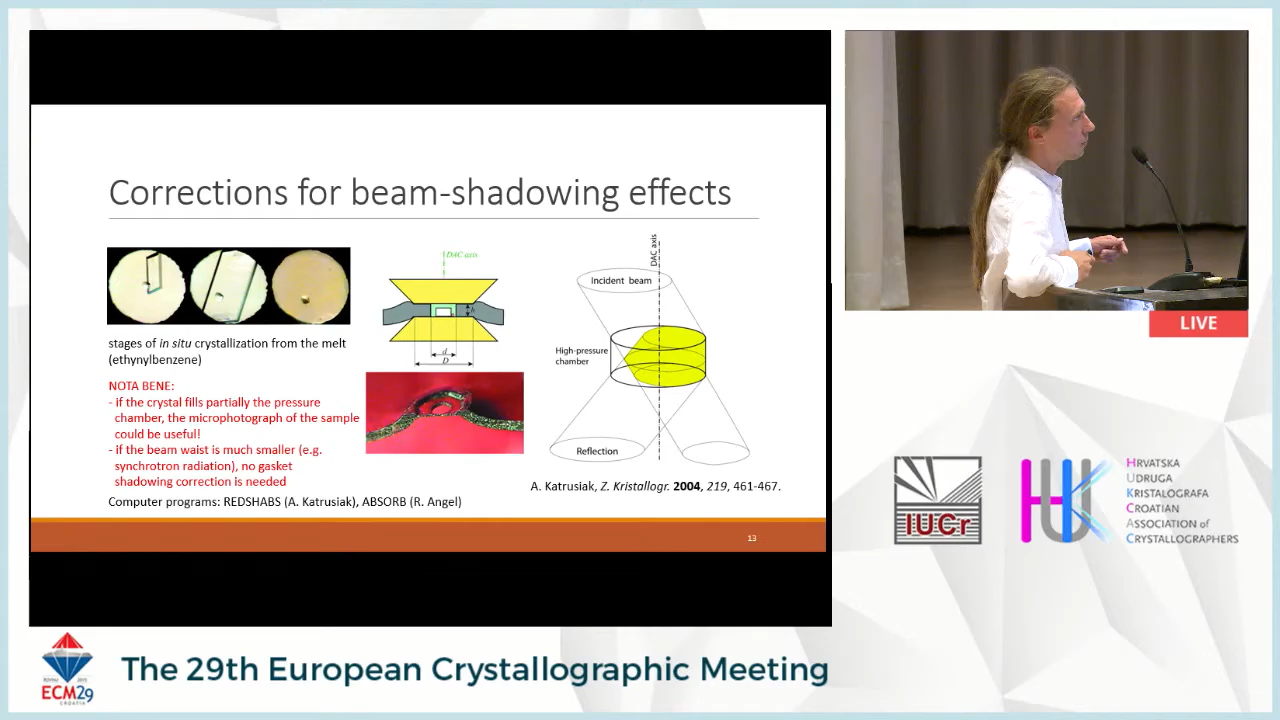 Corrections for beam-shadowing effects
stages of in situ crystallization from the melt
(ethynylbenzene)
NOTA BENE:
- if the crystal fills partially the pressure
chamber, the microphotograph of the sample
could be useful!
- if the beam waist is much smaller (e.g.
synchrotron radiation), no gasket
shadowing correction is needed
Computer programs: REDSHABS (A. Katrusiak), ABSORB (R. Angel)
DAC axis
d
D
DAC axis
Incident beam
High-pressure
chamber
Reflection
A. Katrusiak, Z. Kristallogr. 2004, 219, 461-467.
13
LIVE
IUCr
HRVATSKA
UDRUGA
KRISTALOGRAFA
CROATIAN
ASSOCIATION of
CRYSTALLOGRAPHERS
ECM29
CROATIA
The 29th European Crystallographic Meeting